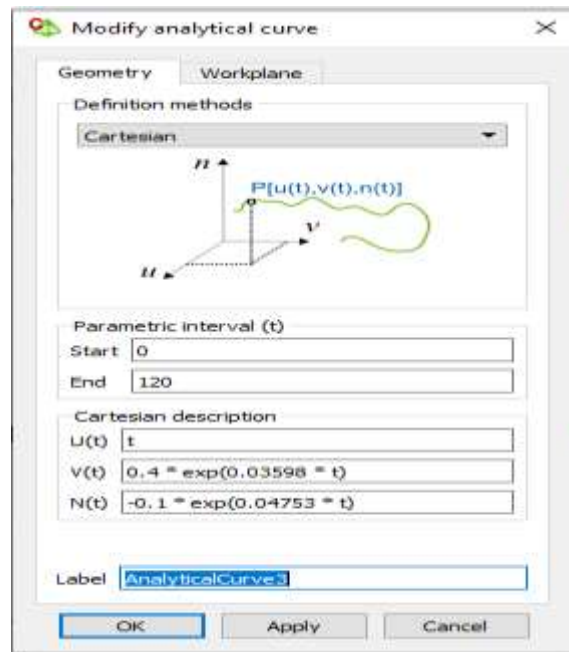 Modify analytical curve
Geometry Workplane
Definition methods
Cartesian
n
P[u(t),v(t),n(t)]
v
u
Parametric interval (t)
Start 0
End 120
Cartesian description
U(t) t
V(t) 0.4 * exp(0.03598 * t)
N(t) -0.1 * exp(0.04753 * t)
Label AnalyticalCurve3
OK Apply Cancel